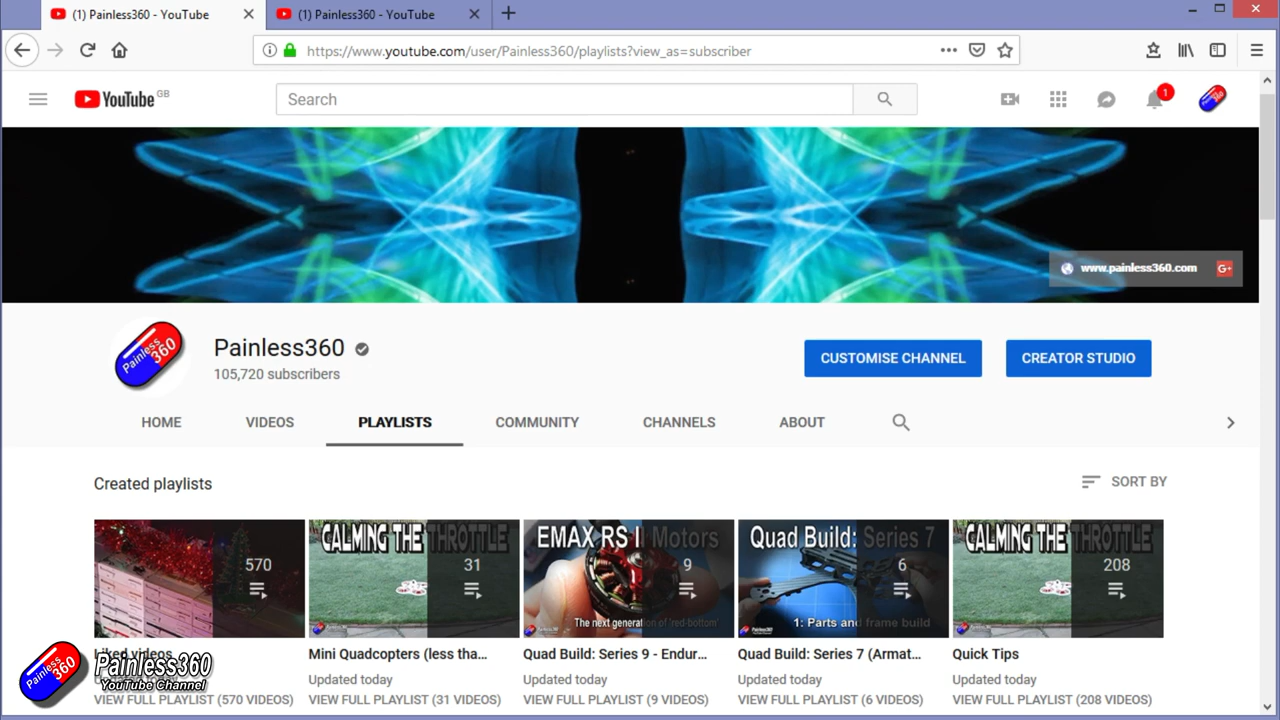 (1) Painless360 - YouTube
(1) Painless360 - YouTube
https://www.youtube.com/user/Painless360/playlists?view_as=subscriber
YouTube GB
Search
1
www.painless360.com
G+
Painless 360
Painless360
105,720 subscribers
CUSTOMISE CHANNEL
CREATOR STUDIO
HOME
VIDEOS
PLAYLISTS
COMMUNITY
CHANNELS
ABOUT
Created playlists
SORT BY
570
CALMING THE THROTTLE
31
EMAX RS I Motors
9
The next generation of 'red-bottom'
Quad Build: Series 7
6
1: Parts and frame build
CALMING THE THROTTLE
208
Liked videos
Mini Quadcopters (less tha...
Quad Build: Series 9 - Endur...
Quad Build: Series 7 (Armat...
Quick Tips
Updated today
Updated today
Updated today
Updated today
VIEW FULL PLAYLIST (570 VIDEOS)
VIEW FULL PLAYLIST (31 VIDEOS)
VIEW FULL PLAYLIST (9 VIDEOS)
VIEW FULL PLAYLIST (6 VIDEOS)
VIEW FULL PLAYLIST (208 VIDEOS)
Painless 360
Painless360
YouTube Channel